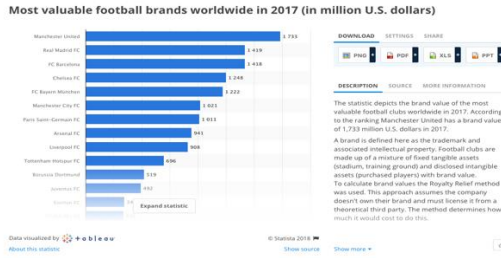 Most valuable football brands worldwide in 2017 (in million U.S. dollars)
Manchester United 1 733
Real Madrid FC 1 419
FC Barcelona 1 418
Chelsea FC 1 248
FC Bayern München 1 222
Manchester City FC 1 021
Paris Saint-Germain FC 1 011
Arsenal FC 941
Liverpool FC 908
Tottenham Hotspur FC 696
Borussia Dortmund 519
Juventus FC 492
Expand statistic
Data visualized by + a b l e a u
© Statista 2018
About this statistic
Show source
DOWNLOAD SETTINGS SHARE
PNG PDF XLS PPT
DESCRIPTION SOURCE MORE INFORMATION
The statistic depicts the brand value of the most
valuable football clubs worldwide in 2017. According
to the ranking Manchester United has a brand value
of 1,733 million U.S. dollars in 2017.
A brand is defined here as the trademark and
associated intellectual property. Football clubs are
made up of a mixture of fixed tangible assets
(stadium, training ground) and disclosed intangible
assets (purchased players) with brand value.
To calculate brand values the Royalty Relief method
was used. This approach assumes the company
doesn't own their brand and must license it from a
theoretical third party. The method determines how
much it would cost to do this.
Show more